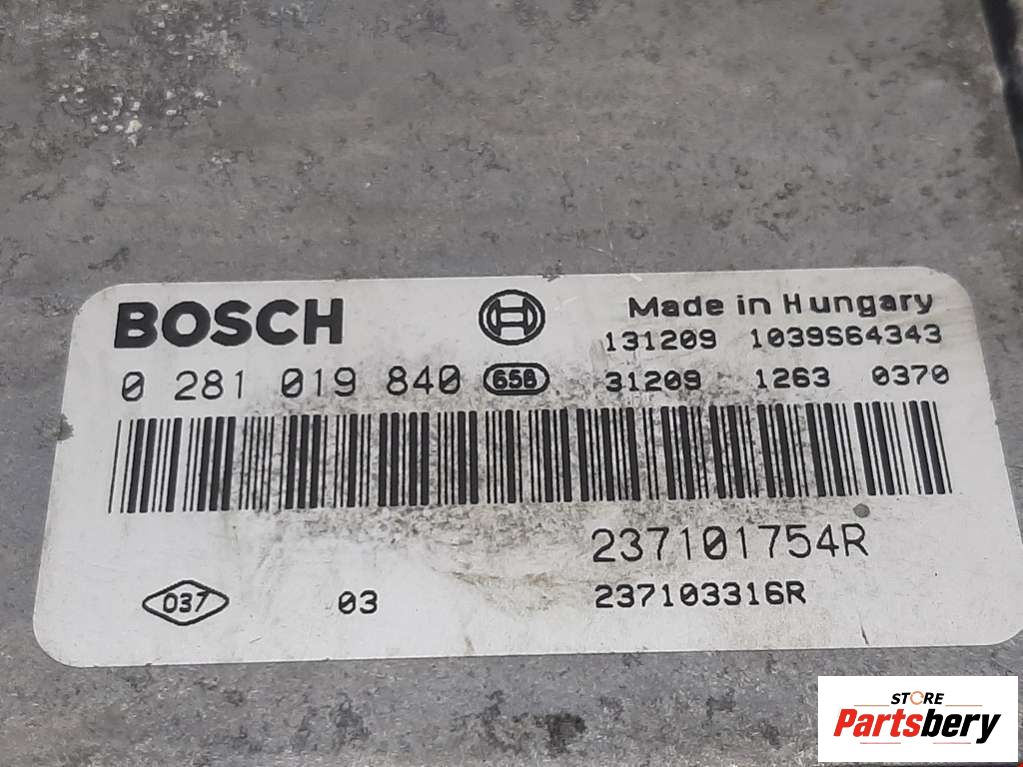 BOSCH Made in Hungary
131209 1039S64343
0 281 019 840 658 31209 1263 0370
237101754R
037 03 237103316R
STORE
Partsbery